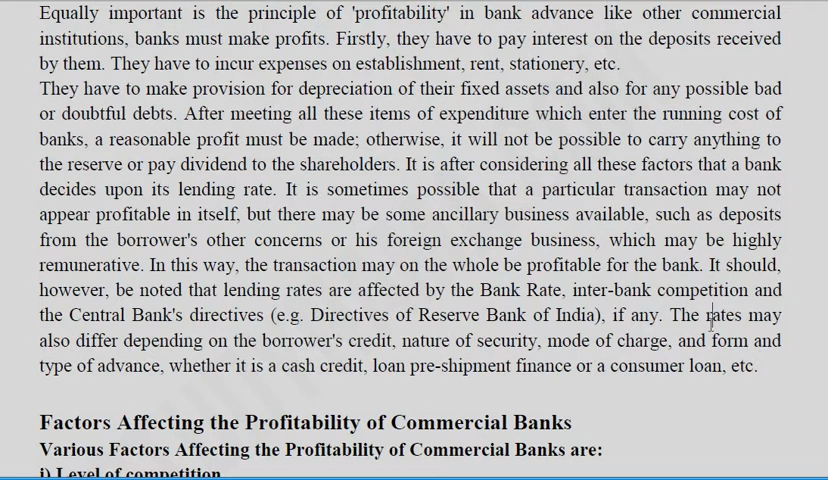 Equally important is the principle of 'profitability' in bank advance like other commercial
institutions, banks must make profits. Firstly, they have to pay interest on the deposits received
by them. They have to incur expenses on establishment, rent, stationery, etc.
They have to make provision for depreciation of their fixed assets and also for any possible bad
or doubtful debts. After meeting all these items of expenditure which enter the running cost of
banks, a reasonable profit must be made; otherwise, it will not be possible to carry anything to
the reserve or pay dividend to the shareholders. It is after considering all these factors that a bank
decides upon its lending rate. It is sometimes possible that a particular transaction may not
appear profitable in itself, but there may be some ancillary business available, such as deposits
from the borrower's other concerns or his foreign exchange business, which may be highly
remunerative. In this way, the transaction may on the whole be profitable for the bank. It should,
however, be noted that lending rates are affected by the Bank Rate, inter-bank competition and
the Central Bank's directives (e.g. Directives of Reserve Bank of India), if any. The rates may
also differ depending on the borrower's credit, nature of security, mode of charge, and form and
type of advance, whether it is a cash credit, loan pre-shipment finance or a consumer loan, etc.
Factors Affecting the Profitability of Commercial Banks
Various Factors Affecting the Profitability of Commercial Banks are:
i) Level of competition